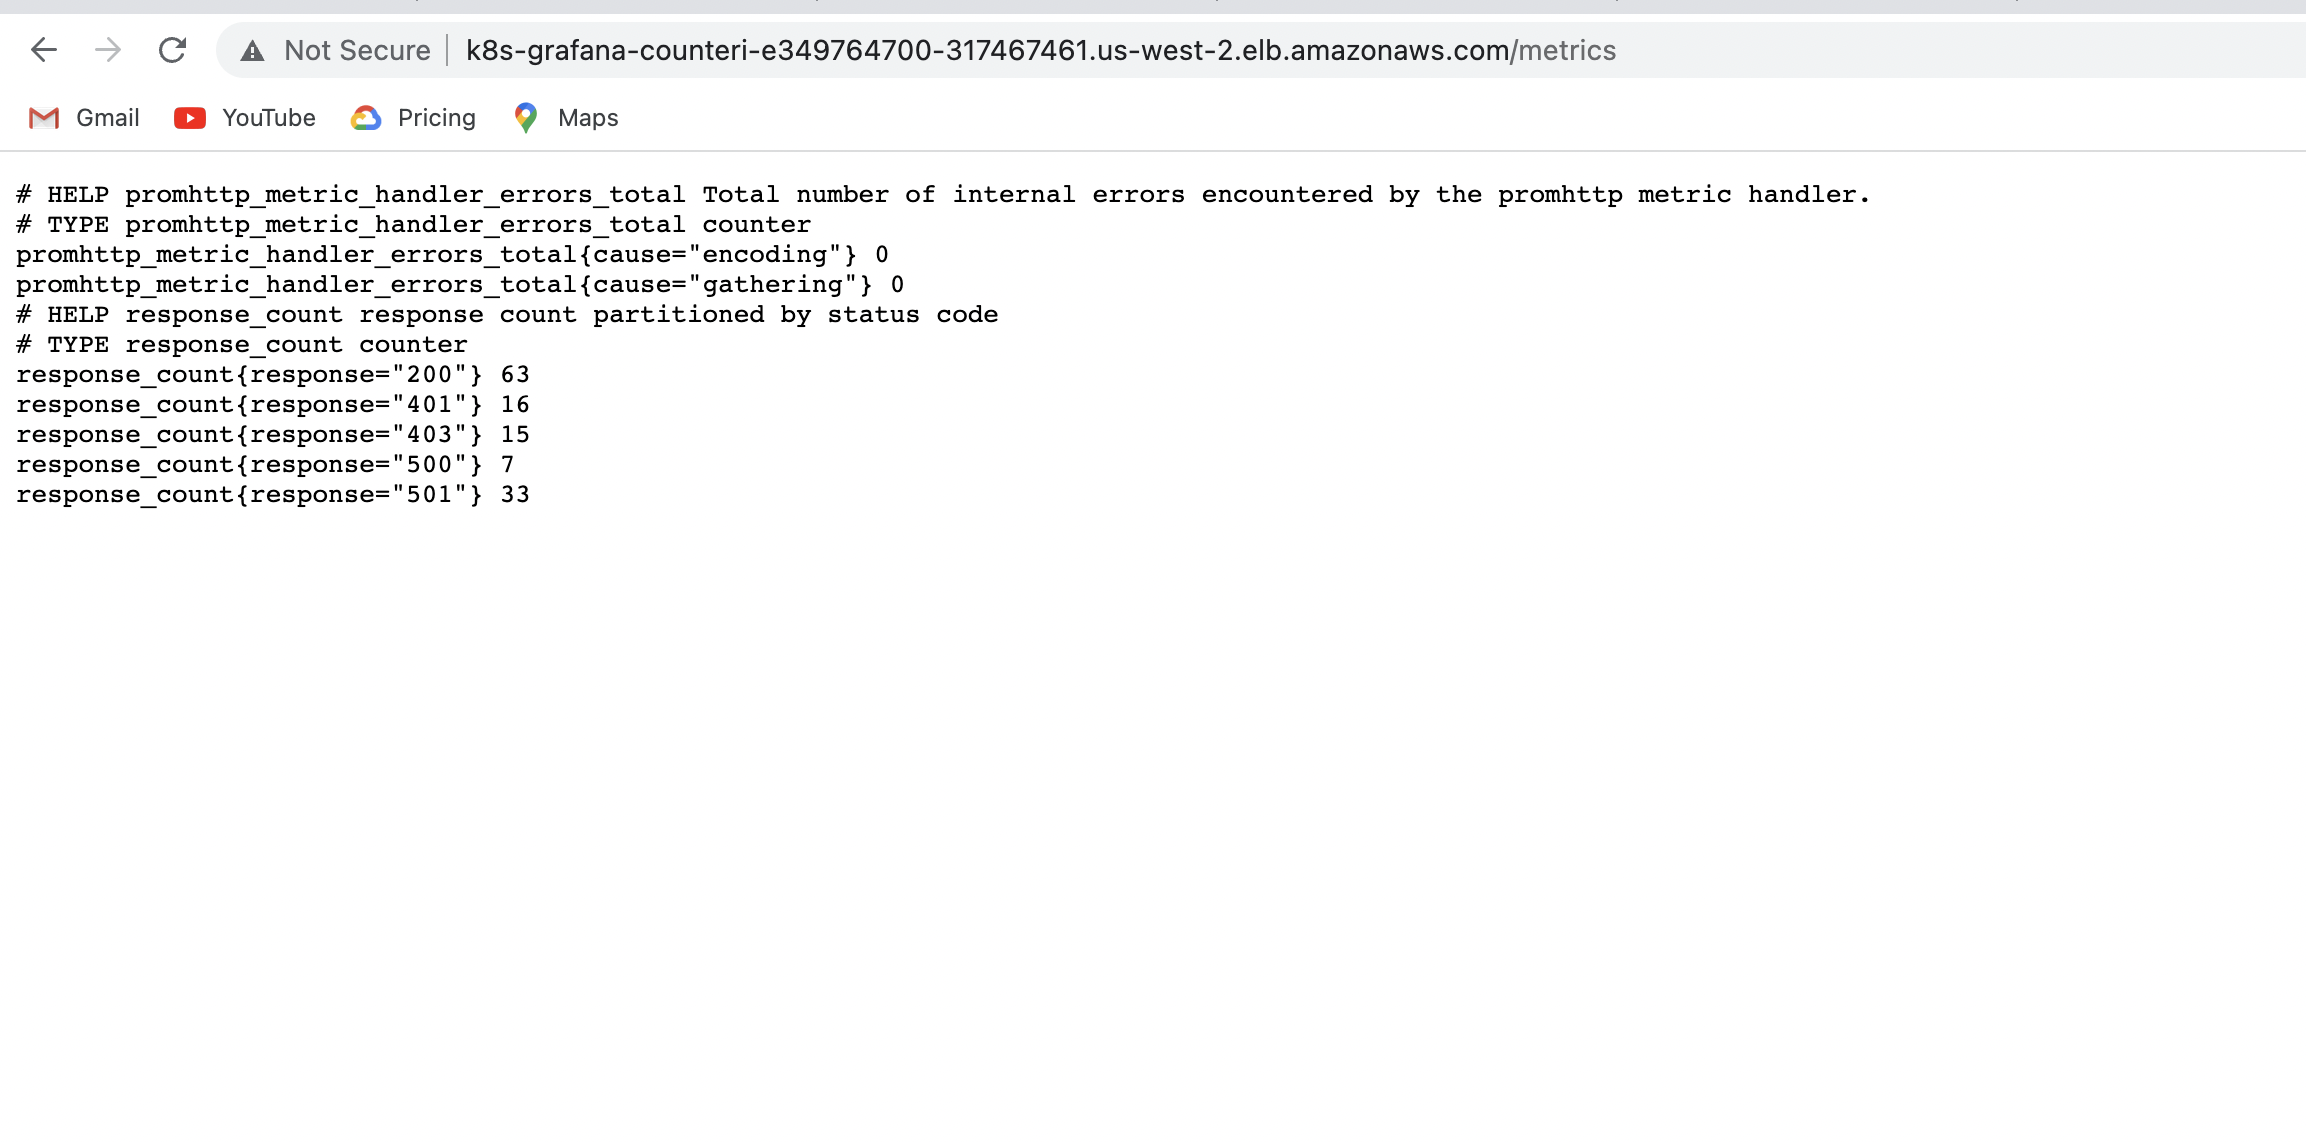 Not Secure k8s-grafana-counteri-e349764700-317467461.us-west-2.elb.amazonaws.com/metrics
Gmail YouTube Pricing Maps
# HELP promhttp_metric_handler_errors_total Total number of internal errors encountered by the promhttp metric handler.
# TYPE promhttp_metric_handler_errors_total counter
promhttp_metric_handler_errors_total{cause="encoding"} 0
promhttp_metric_handler_errors_total{cause="gathering"} 0
# HELP response_count response count partitioned by status code
# TYPE response_count counter
response_count{response="200"} 63
response_count{response="401"} 16
response_count{response="403"} 15
response_count{response="500"} 7
response_count{response="501"} 33